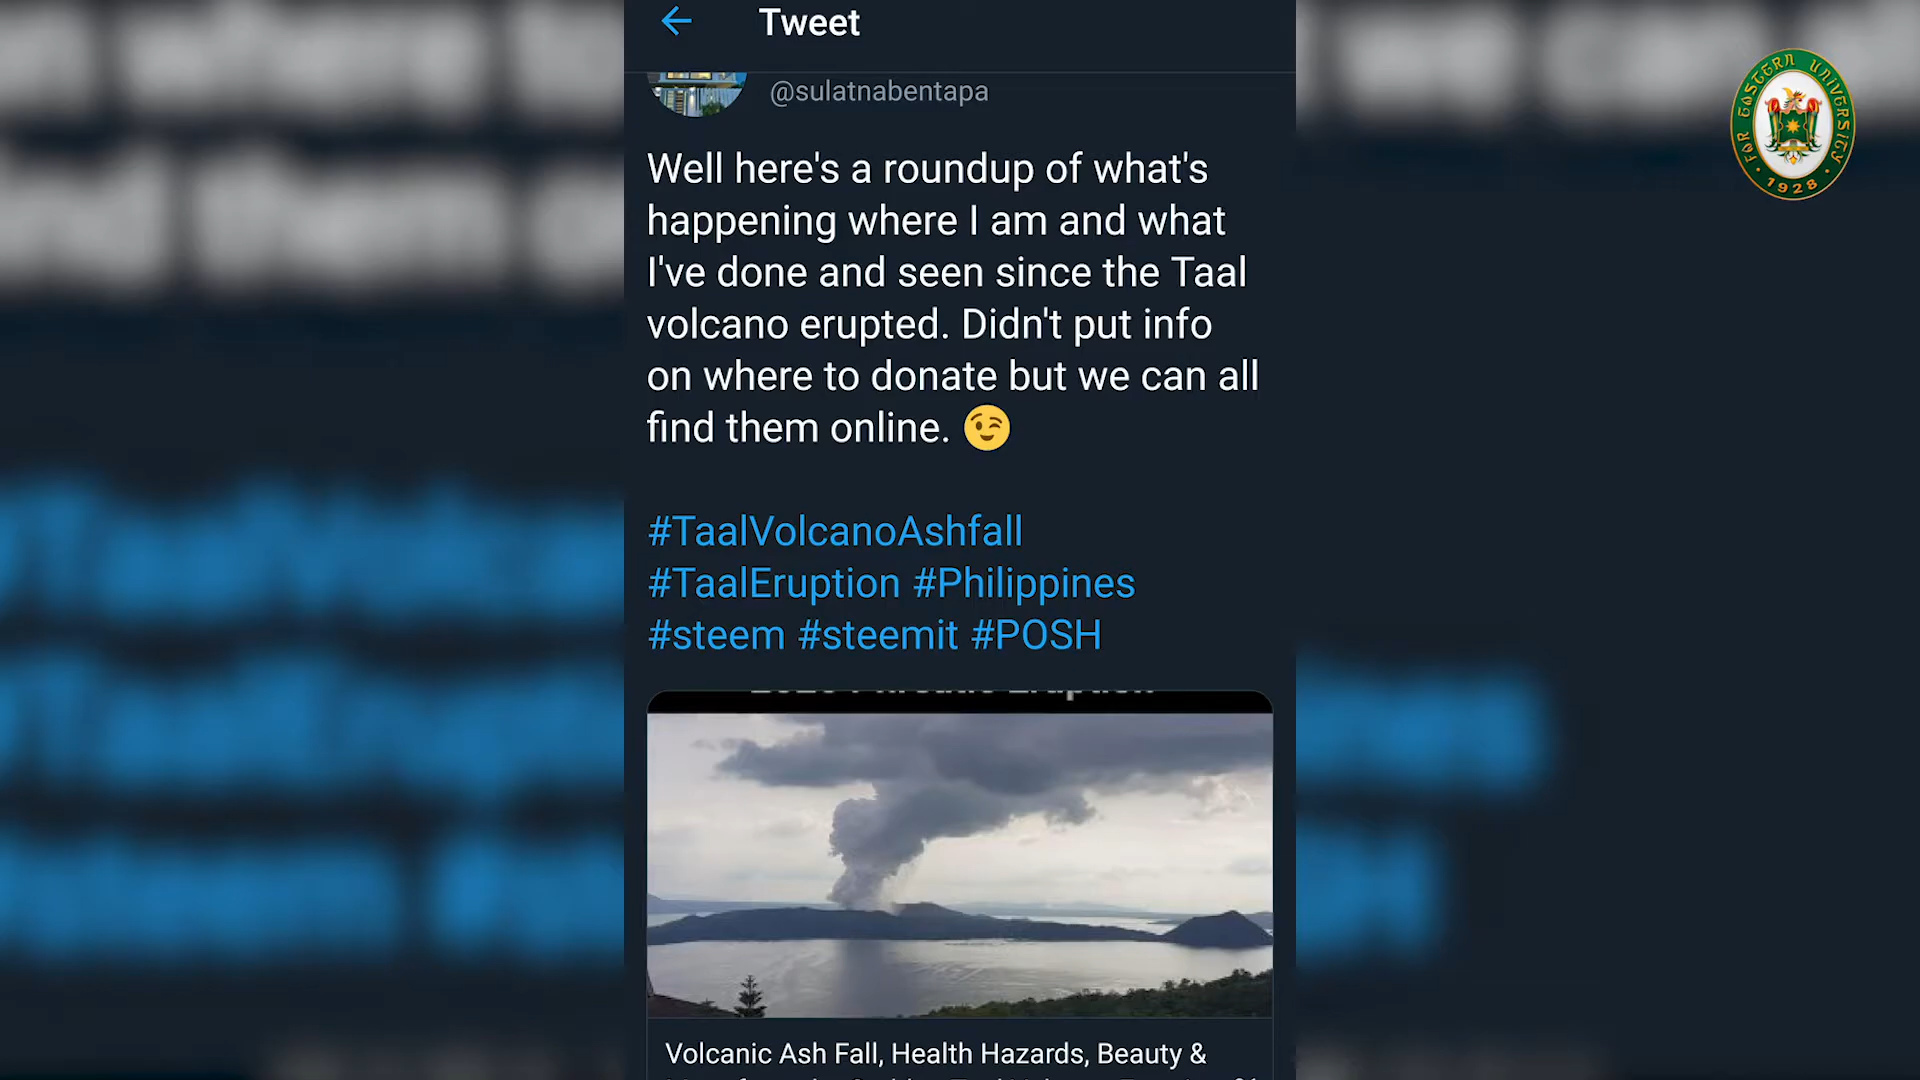 Tweet
@sulatnabentapa
Well here's a roundup of what's
happening where I am and what
I've done and seen since the Taal
volcano erupted. Didn't put info
on where to donate but we can all
find them online. 😉
#TaalVolcanoAshfall
#TaalEruption #Philippines
#steem #steemit #POSH
Volcanic Ash Fall, Health Hazards, Beauty &
FAR EASTERN UNIVERSITY
1928